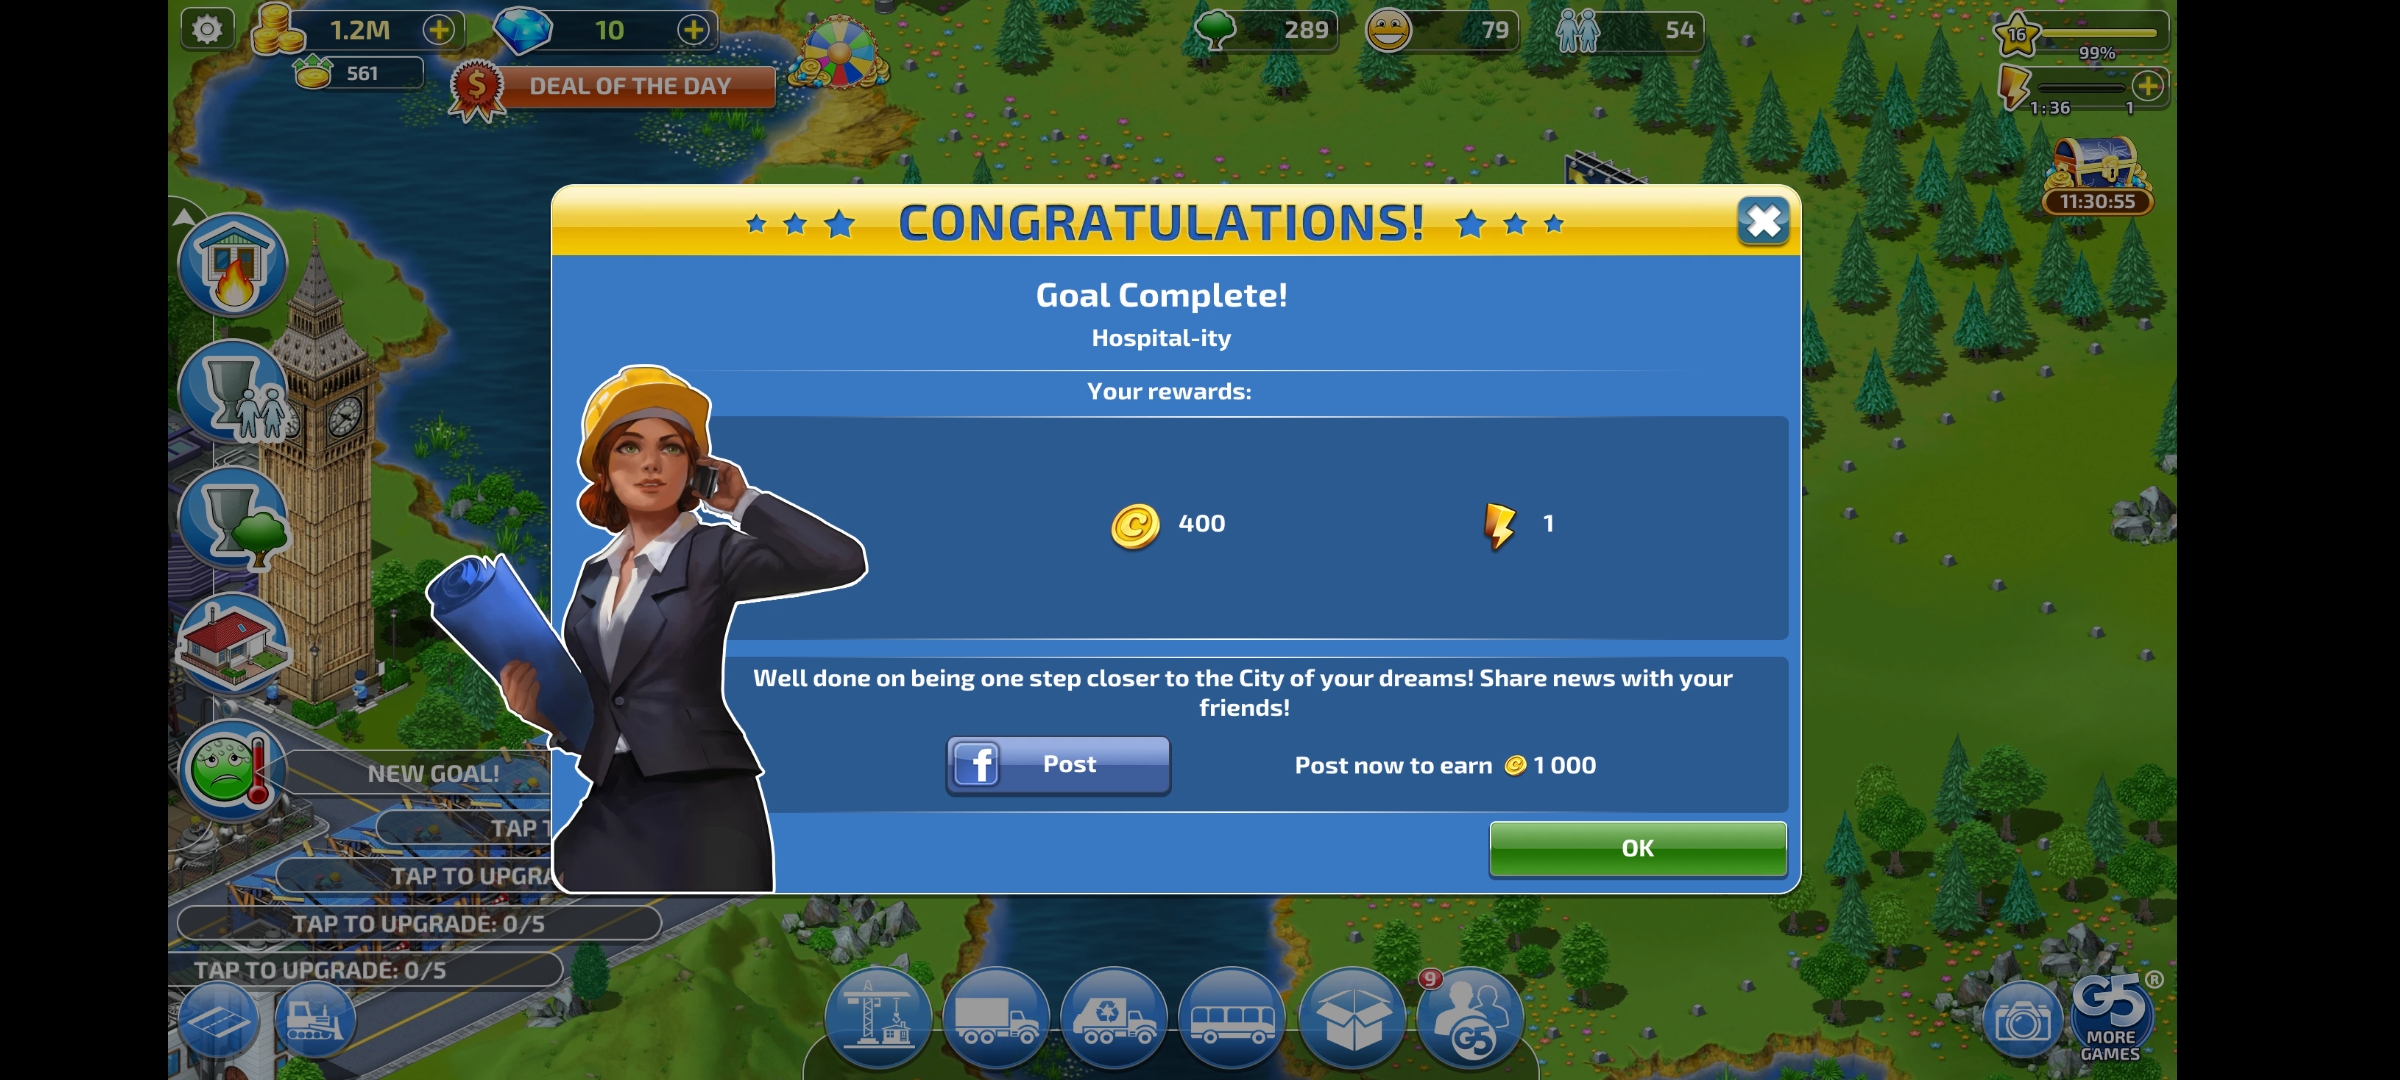 1.2M
10
289
79
54
16
99%
561
DEAL OF THE DAY
1:36
1
11:30:55
CONGRATULATIONS!
Goal Complete!
Hospital-ity
Your rewards:
C 400
1
Well done on being one step closer to the City of your dreams! Share news with your
friends!
f Post
Post now to earn C 1 000
OK
NEW GOAL!
TAP T
TAP TO UPGRA
TAP TO UPGRADE: 0/5
TAP TO UPGRADE: 0/5
9
G5
G5®
MORE
GAMES